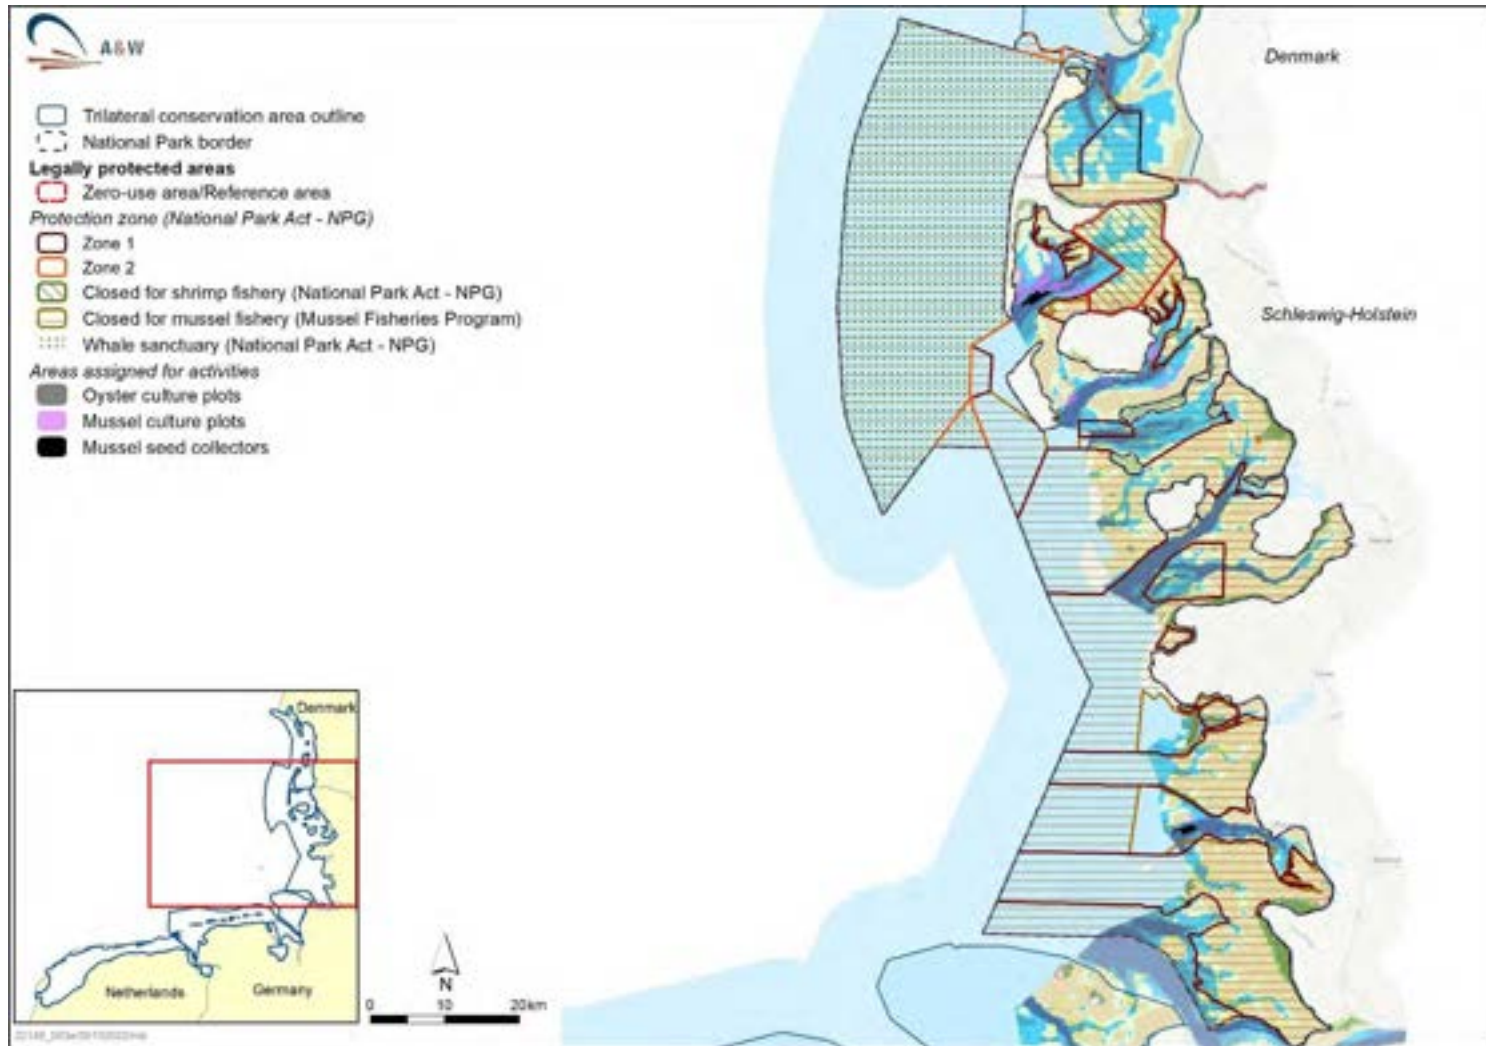 A&W
Denmark
Trilateral conservation area outline
National Park border
Legally protected areas
Zero-use area/Reference area
Protection zone (National Park Act - NPG)
Zone 1
Zone 2
Closed for shrimp fishery (National Park Act - NPG)
Closed for mussel fishery (Mussel Fisheries Program)
Whale sanctuary (National Park Act - NPG)
Areas assigned for activities
Oyster culture plots
Mussel culture plots
Mussel seed collectors
Schleswig-Holstein
Denmark
Netherlands
Germany
N
0 10 20 km